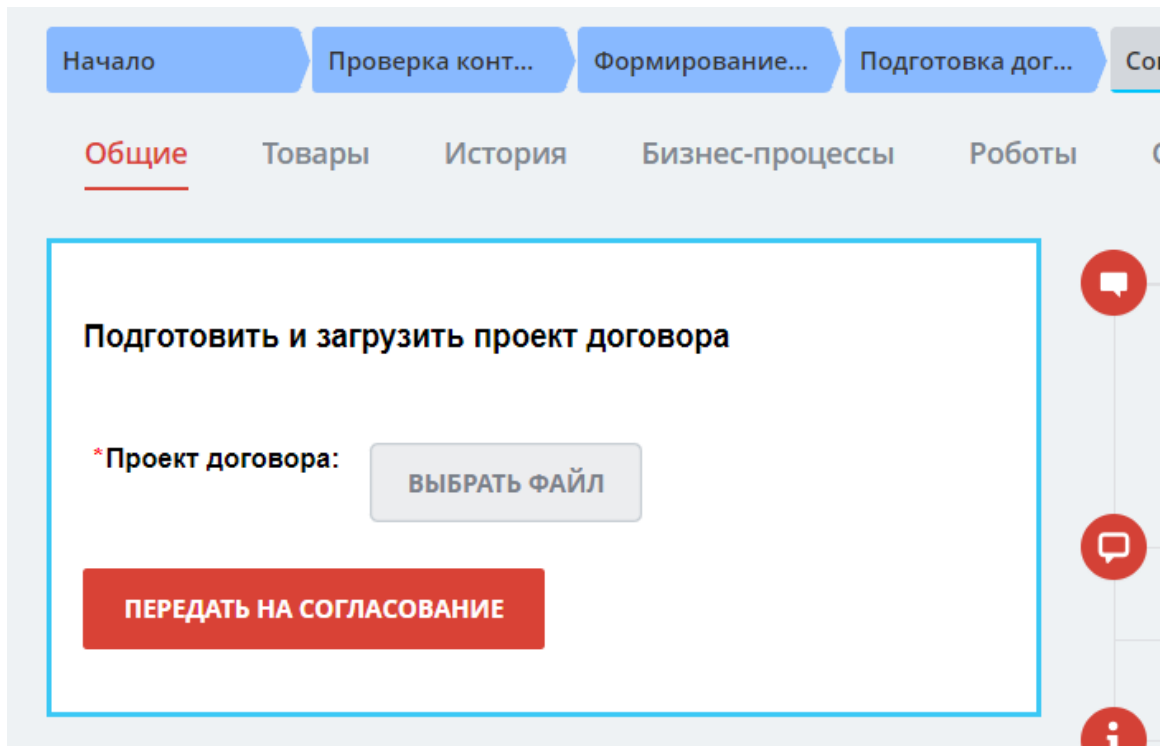 Начало
Проверка конт...
Формирование...
Подготовка дог...
Общие
Товары
История
Бизнес-процессы
Роботы
Подготовить и загрузить проект договора
*Проект договора:
ВЫБРАТЬ ФАЙЛ
ПЕРЕДАТЬ НА СОГЛАСОВАНИЕ